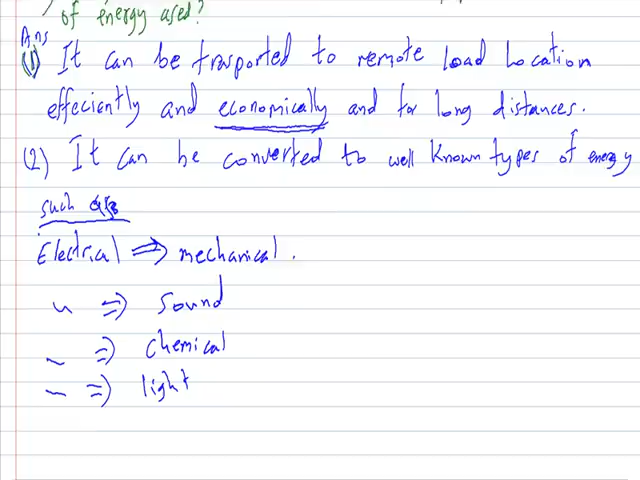 of energy used?
Ans
(1) It can be trasported to remote load location
effeciently and economically and for long distances.
(2) It can be converted to well known types of energy
such as
Electrical ⇒ mechanical.
〃 ⇒ Sound
〃 ⇒ chemical
〃 ⇒ light